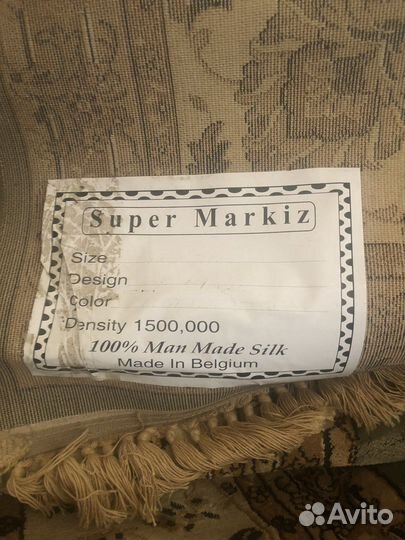 Super Markiz
Size
Design
Color
Density 1500,000
100% Man Made Silk
Made In Belgium
Avito